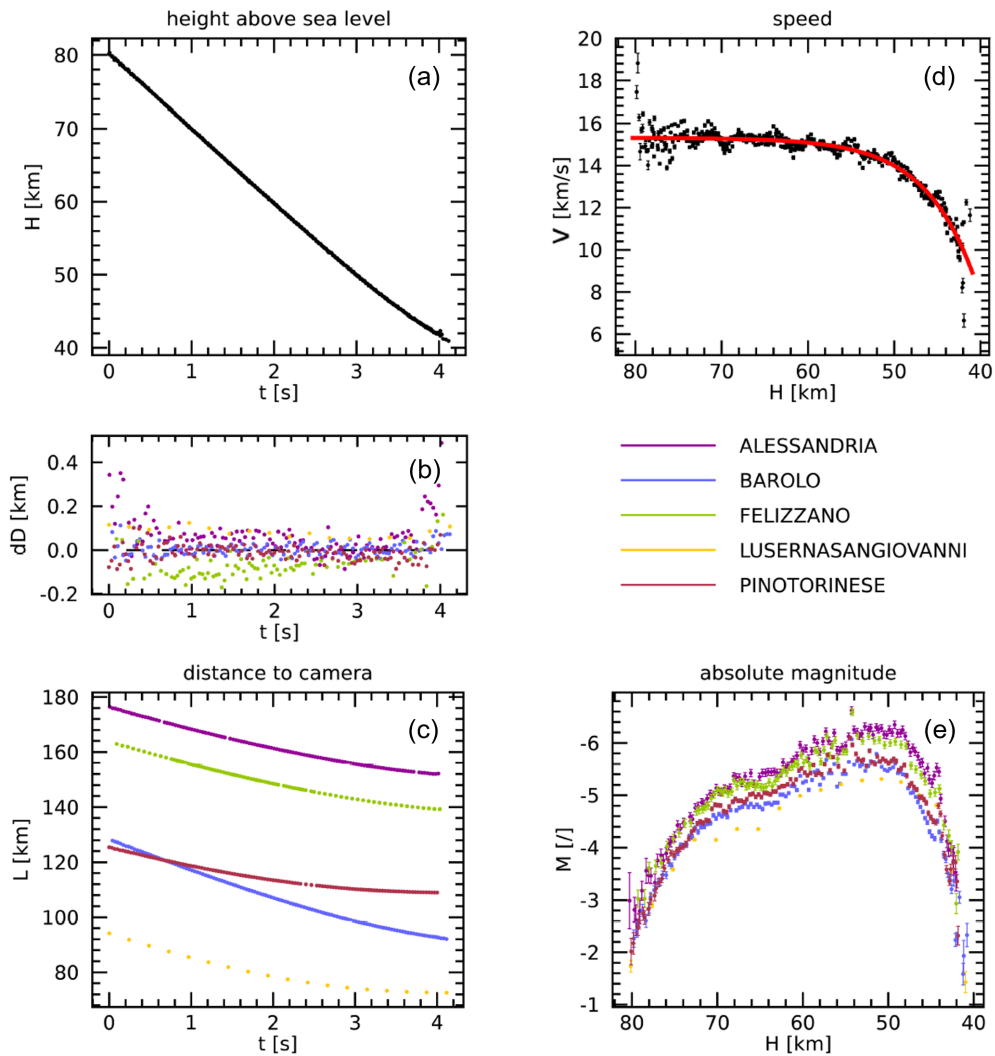 height above sea level
(a)
H [km]
80
70
60
50
40
0 1 2 3 4
t [s]
speed
(d)
V [km/s]
20
18
16
14
12
10
8
6
80 70 60 50 40
H [km]
(b)
dD [km]
0.4
0.2
0.0
-0.2
0 1 2 3 4
t [s]
ALESSANDRIA
BAROLO
FELIZZANO
LUSERNASANGIOVANNI
PINOTORINESE
distance to camera
(c)
L [km]
180
160
140
120
100
80
0 1 2 3 4
t [s]
absolute magnitude
(e)
M [/]
-6
-5
-4
-3
-2
-1
80 70 60 50 40
H [km]